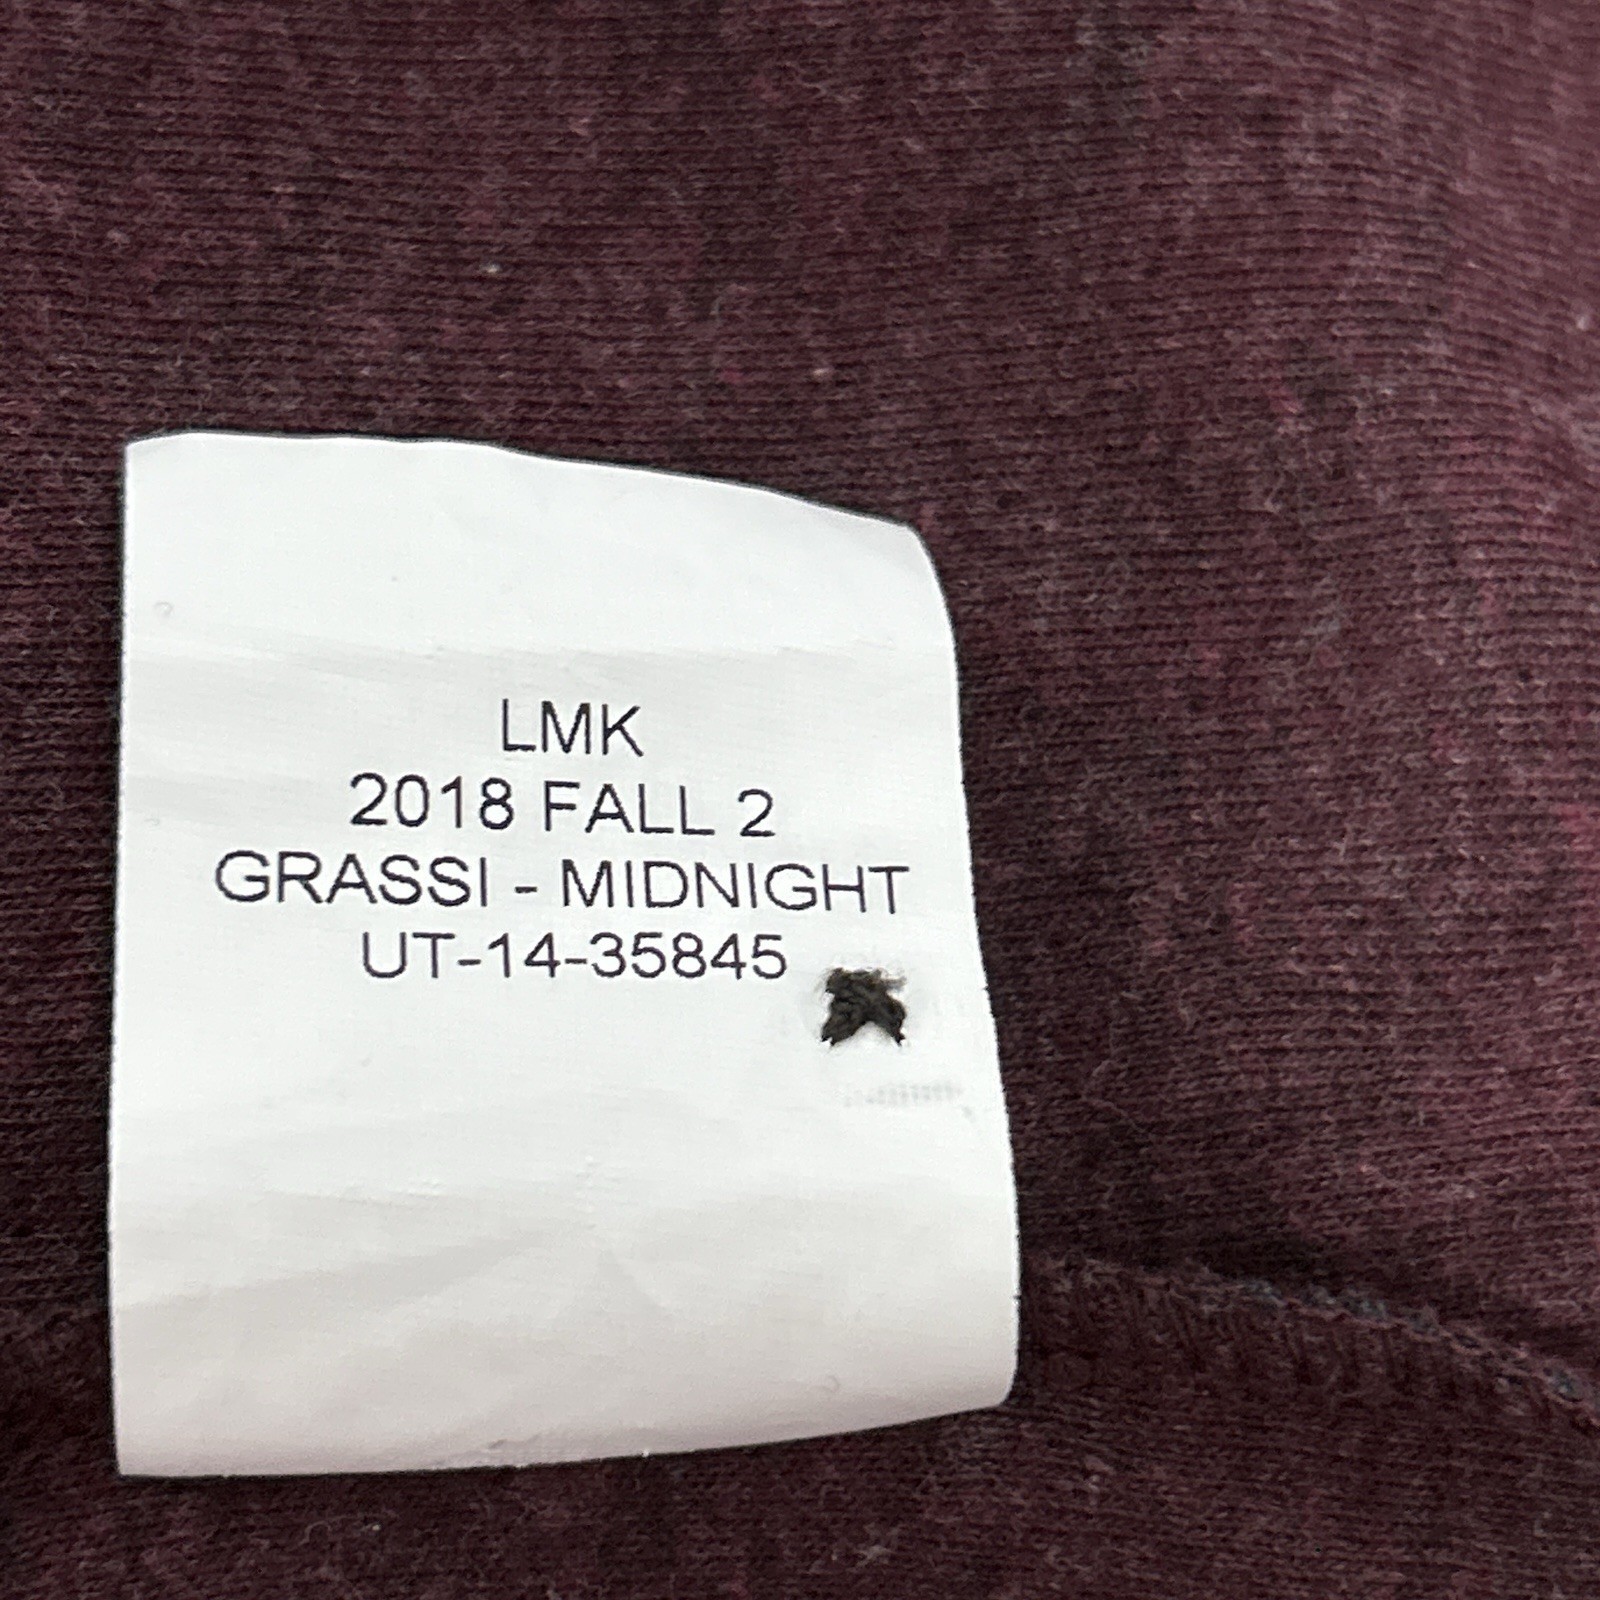 LMK
2018 FALL 2
GRASSI - MIDNIGHT
UT-14-35845